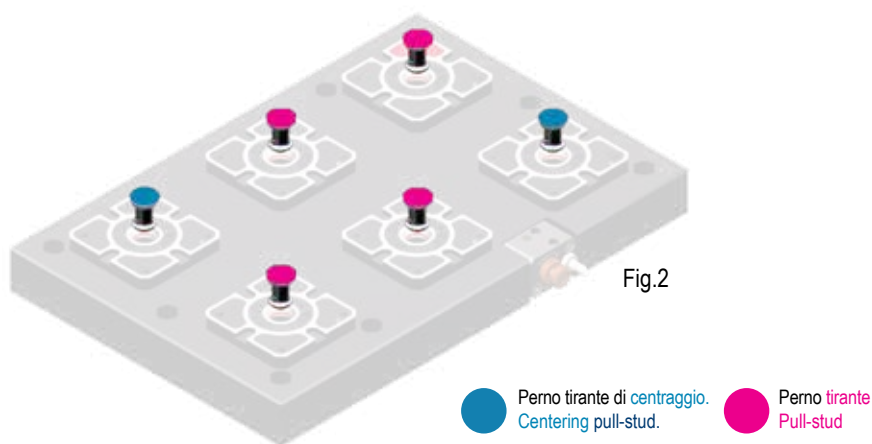 Fig.2
Perno tirante di centraggio.
Centering pull-stud.
Perno tirante
Pull-stud